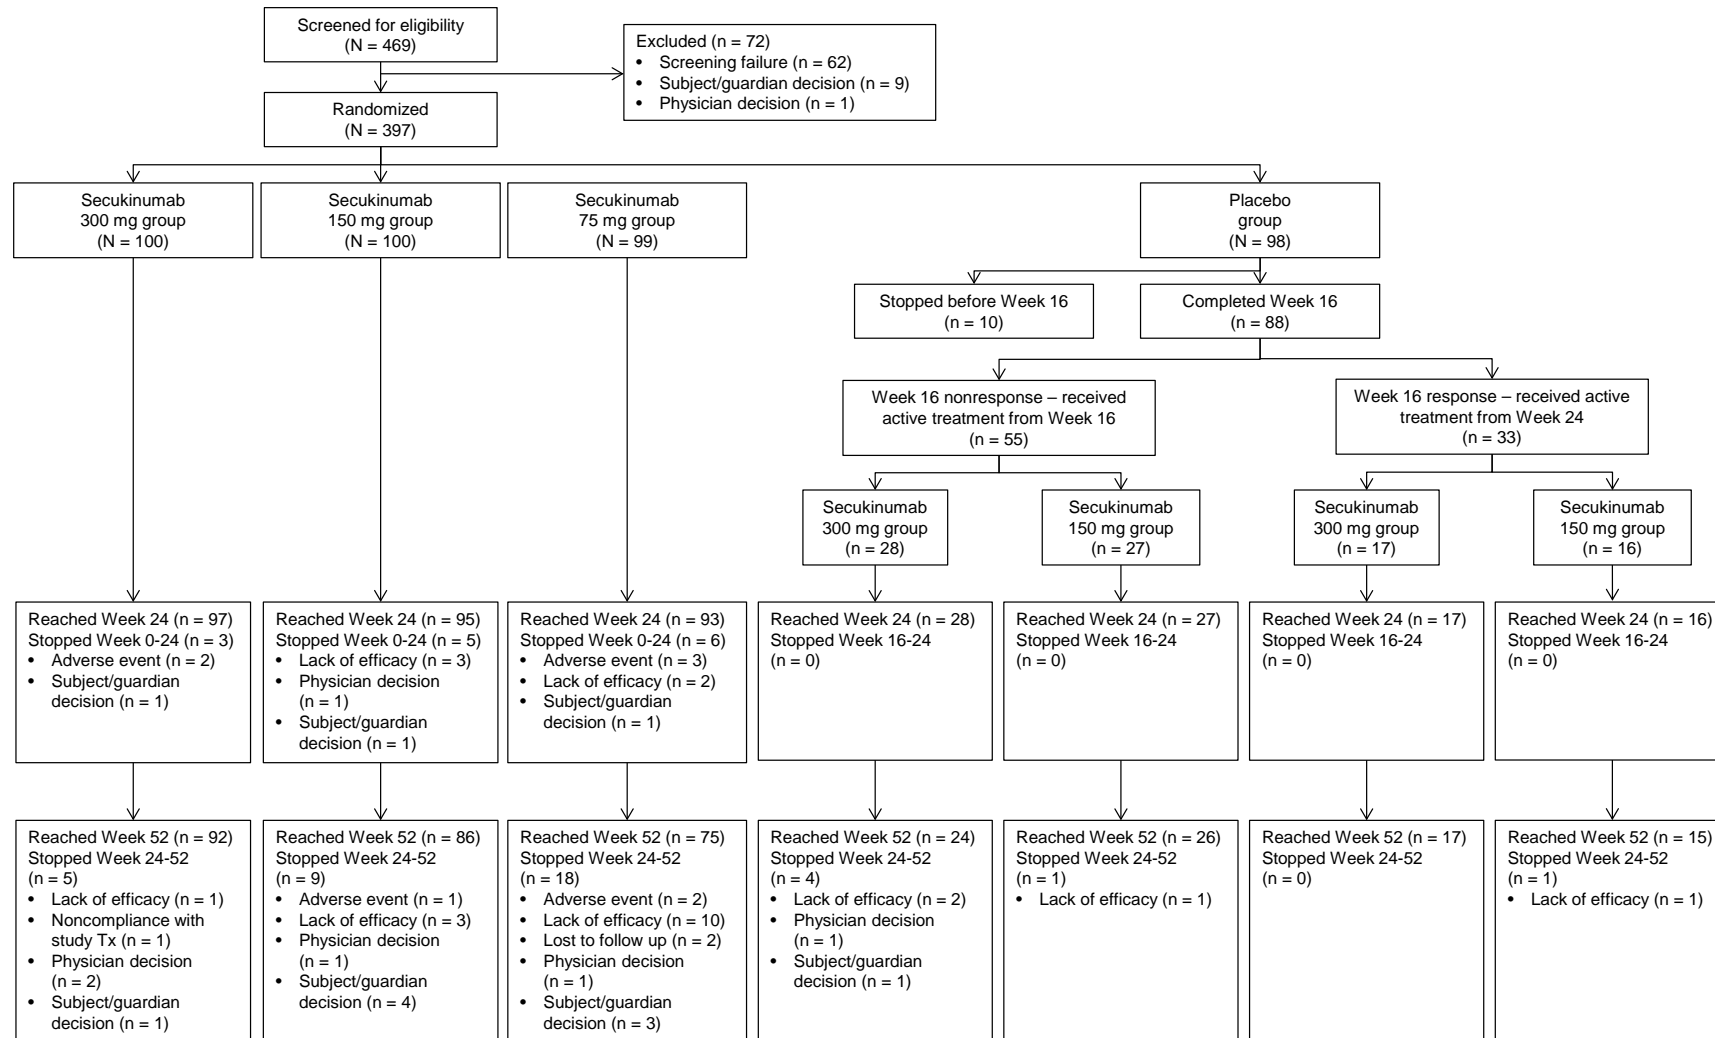 Screened for eligibility
(N = 469)
Excluded (n = 72)
• Screening failure (n = 62)
• Subject/guardian decision (n = 9)
• Physician decision (n = 1)
Randomized
(N = 397)
Secukinumab
300 mg group
(N = 100)
Secukinumab
150 mg group
(N = 100)
Secukinumab
75 mg group
(N = 99)
Placebo
group
(N = 98)
Stopped before Week 16
(n = 10)
Completed Week 16
(n = 88)
Week 16 nonresponse – received
active treatment from Week 16
(n = 55)
Week 16 response – received active
treatment from Week 24
(n = 33)
Secukinumab
300 mg group
(n = 28)
Secukinumab
150 mg group
(n = 27)
Secukinumab
300 mg group
(n = 17)
Secukinumab
150 mg group
(n = 16)
Reached Week 24 (n = 97)
Stopped Week 0-24 (n = 3)
• Adverse event (n = 2)
• Subject/guardian
decision (n = 1)
Reached Week 24 (n = 95)
Stopped Week 0-24 (n = 5)
• Lack of efficacy (n = 3)
• Physician decision
(n = 1)
• Subject/guardian
decision (n = 1)
Reached Week 24 (n = 93)
Stopped Week 0-24 (n = 6)
• Adverse event (n = 3)
• Lack of efficacy (n = 2)
• Subject/guardian
decision (n = 1)
Reached Week 24 (n = 28)
Stopped Week 16-24
(n = 0)
Reached Week 24 (n = 27)
Stopped Week 16-24
(n = 0)
Reached Week 24 (n = 17)
Stopped Week 16-24
(n = 0)
Reached Week 24 (n = 16)
Stopped Week 16-24
(n = 0)
Reached Week 52 (n = 92)
Stopped Week 24-52
(n = 5)
• Lack of efficacy (n = 1)
• Noncompliance with
study Tx (n = 1)
• Physician decision
(n = 2)
• Subject/guardian
decision (n = 1)
Reached Week 52 (n = 86)
Stopped Week 24-52
(n = 9)
• Adverse event (n = 1)
• Lack of efficacy (n = 3)
• Physician decision
(n = 1)
• Subject/guardian
decision (n = 4)
Reached Week 52 (n = 75)
Stopped Week 24-52
(n = 18)
• Adverse event (n = 2)
• Lack of efficacy (n = 10)
• Lost to follow up (n = 2)
• Physician decision
(n = 1)
• Subject/guardian
decision (n = 3)
Reached Week 52 (n = 24)
Stopped Week 24-52
(n = 4)
• Lack of efficacy (n = 2)
• Physician decision
(n = 1)
• Subject/guardian
decision (n = 1)
Reached Week 52 (n = 26)
Stopped Week 24-52
(n = 1)
• Lack of efficacy (n = 1)
Reached Week 52 (n = 17)
Stopped Week 24-52
(n = 0)
Reached Week 52 (n = 15)
Stopped Week 24-52
(n = 1)
• Lack of efficacy (n = 1)